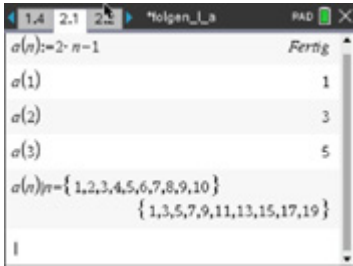 1.4 2.1 2.2 *folgen_l_a RAD
a(n):=2·n−1 Fertig
a(1) 1
a(2) 3
a(3) 5
a(n)|n={1,2,3,4,5,6,7,8,9,10}
{1,3,5,7,9,11,13,15,17,19}